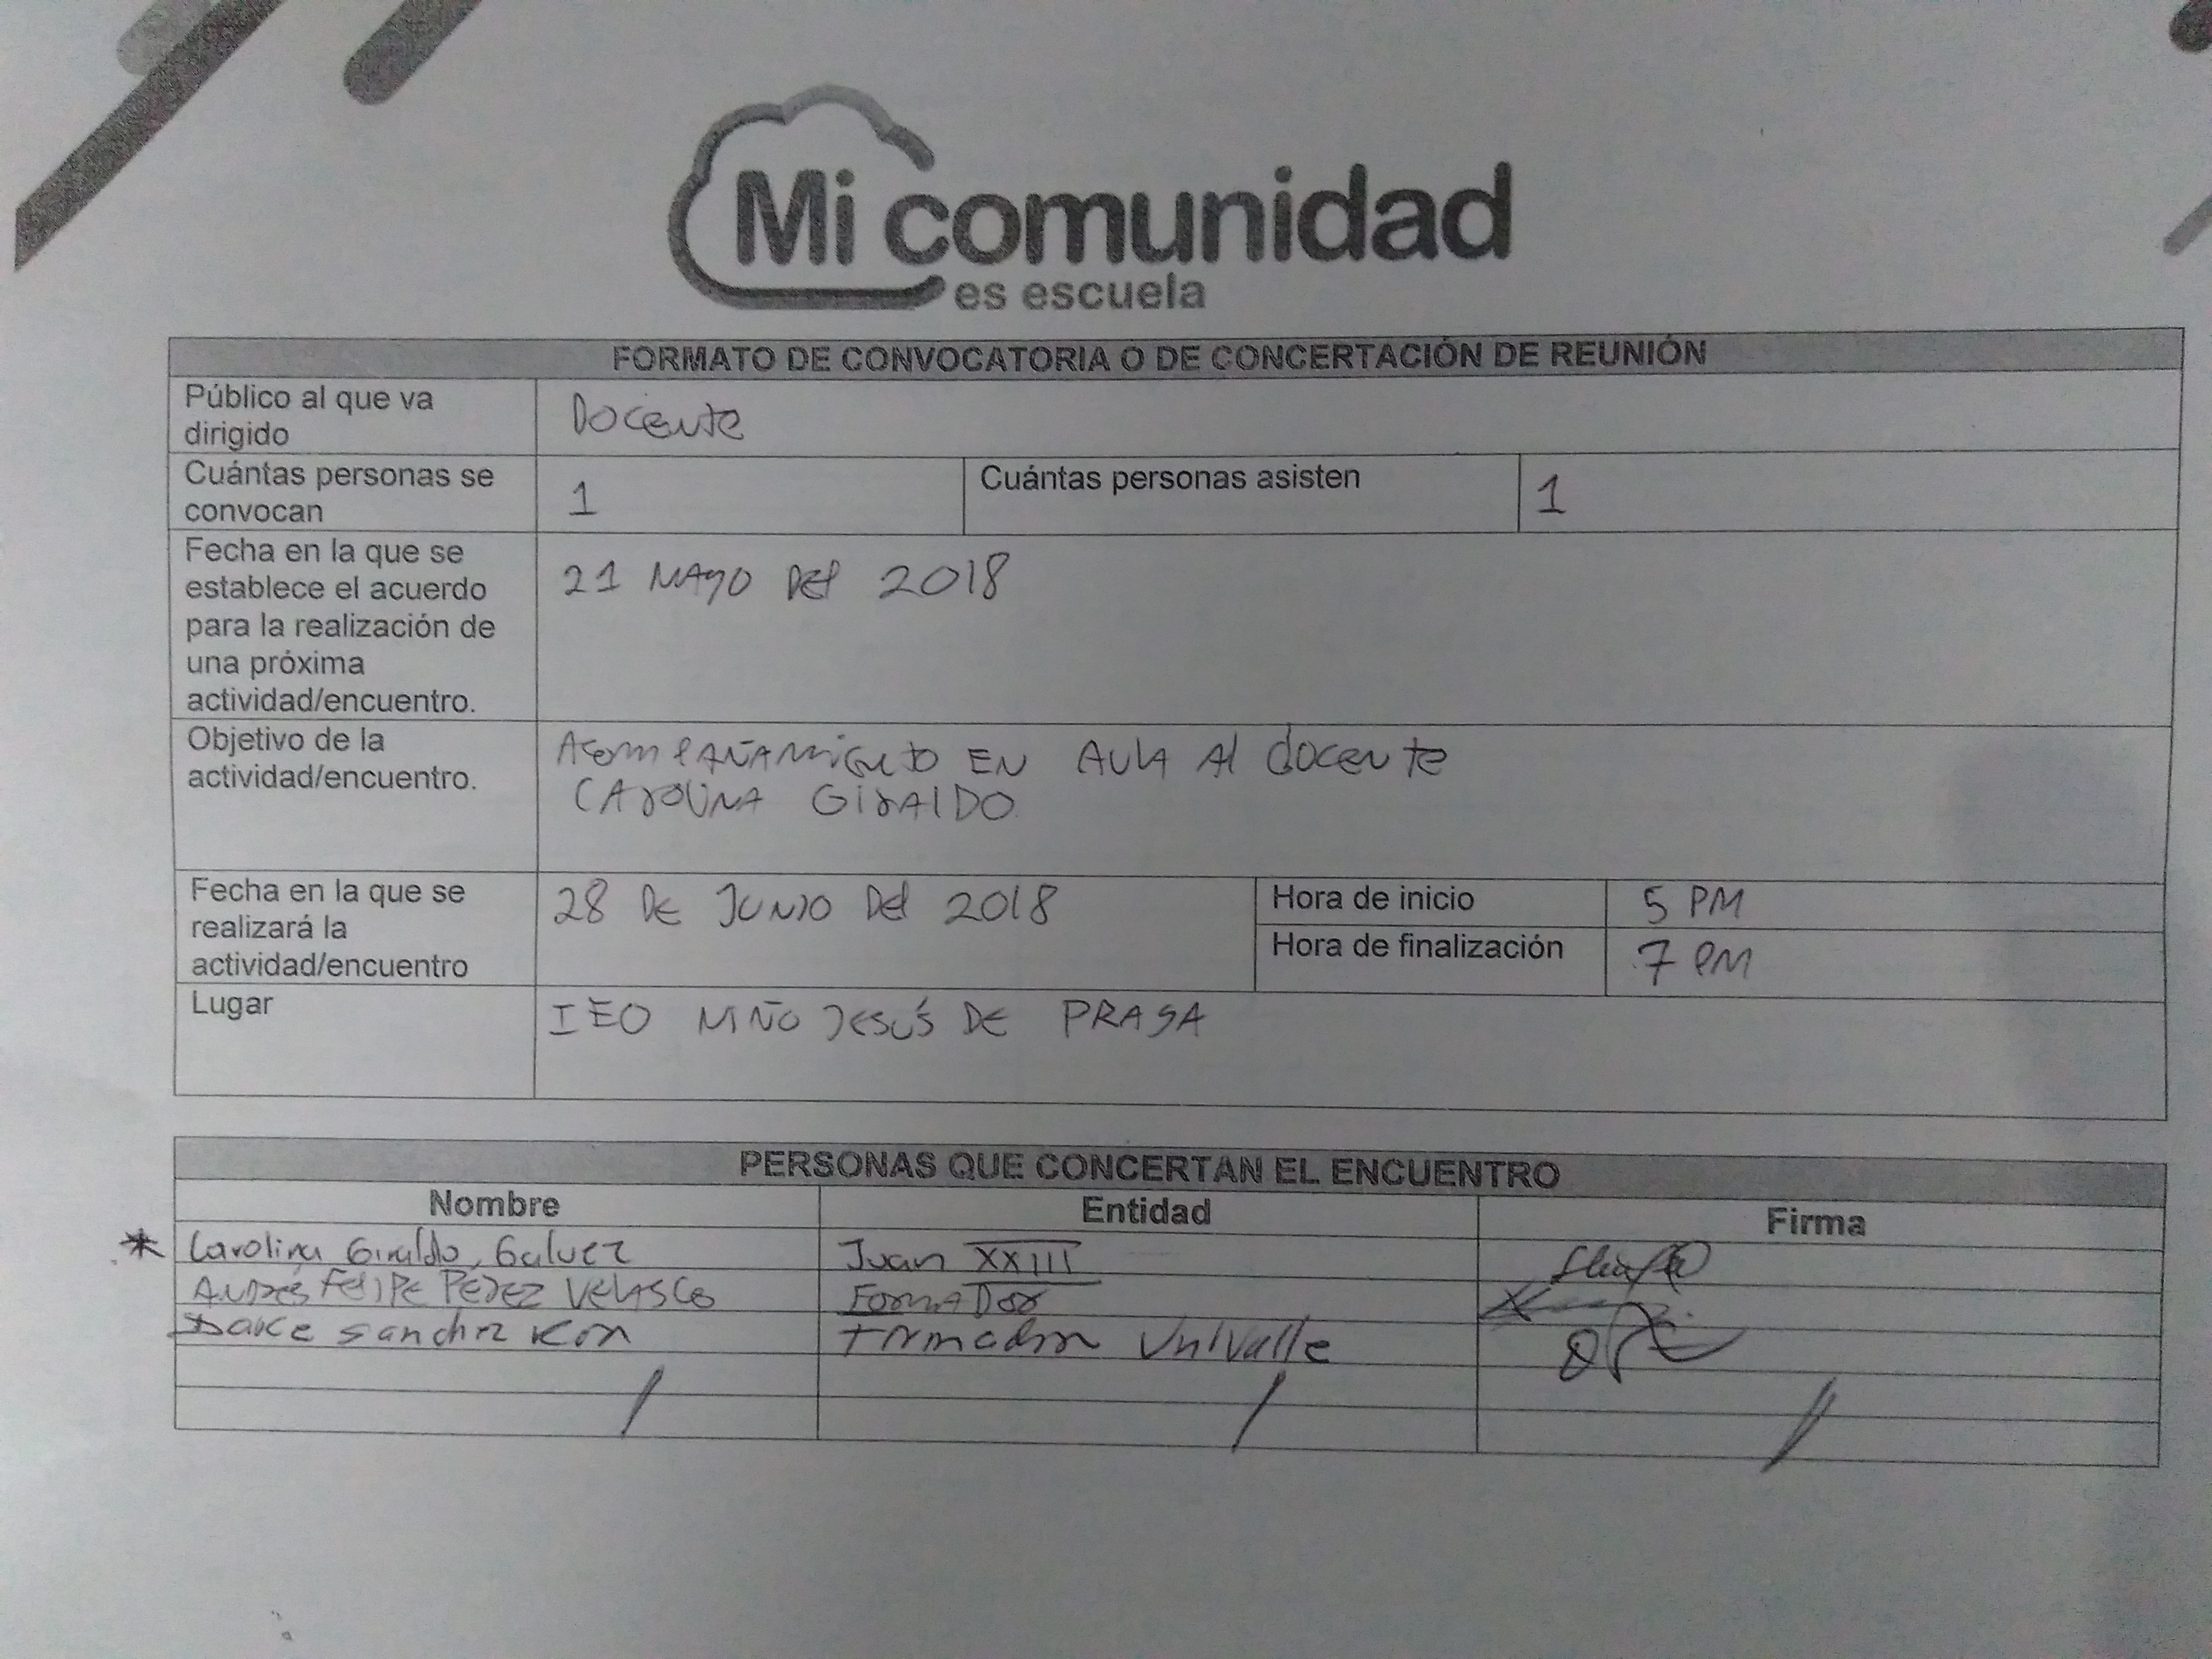 Mi comunidad
es escuela
FORMATO DE CONVOCATORIA O DE CONCERTACIÓN DE REUNIÓN
Público al que va
dirigido
Docente
Cuántas personas se
convocan
1
Cuántas personas asisten
1
Fecha en la que se
establece el acuerdo
para la realización de
una próxima
actividad/encuentro.
21 MAYO DEl 2018
Objetivo de la
actividad/encuentro.
AcompAÑAmiento EN AULA Al docente
CArolina GirAlDO
Fecha en la que se
realizará la
actividad/encuentro
28 DE JUNIO DEl 2018
Hora de inicio
5 PM
Hora de finalización
7 PM
Lugar
IEO NIÑO JESÚS DE PRAGA
PERSONAS QUE CONCERTAN EL ENCUENTRO
Nombre Entidad Firma
* Carolina Giraldo Galvez Juan XXIII
ANDRÉS FElIPE PÉREZ VELASCO FormADor
Sanchez Formador Univalle